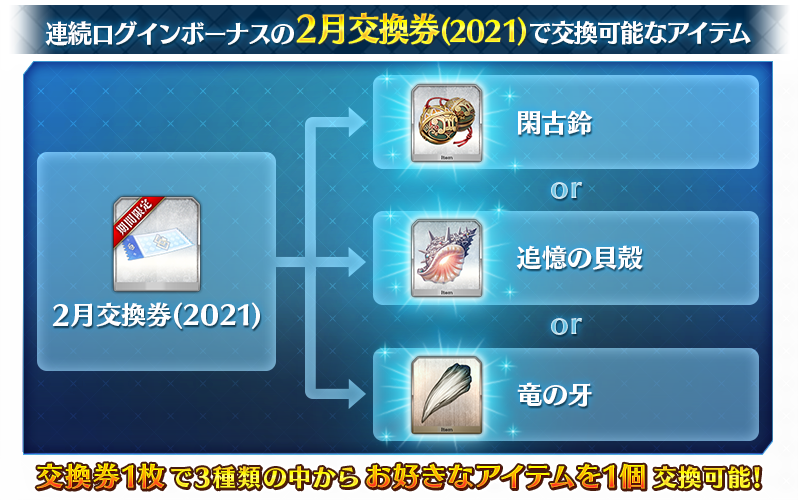 連続ログインボーナスの2月交換券(2021)で交換可能なアイテム
期間限定
2月交換券(2021)
Item
閑古鈴
or
Item
追憶の貝殻
or
Item
竜の牙
交換券1枚で3種類の中からお好きなアイテムを1個交換可能!